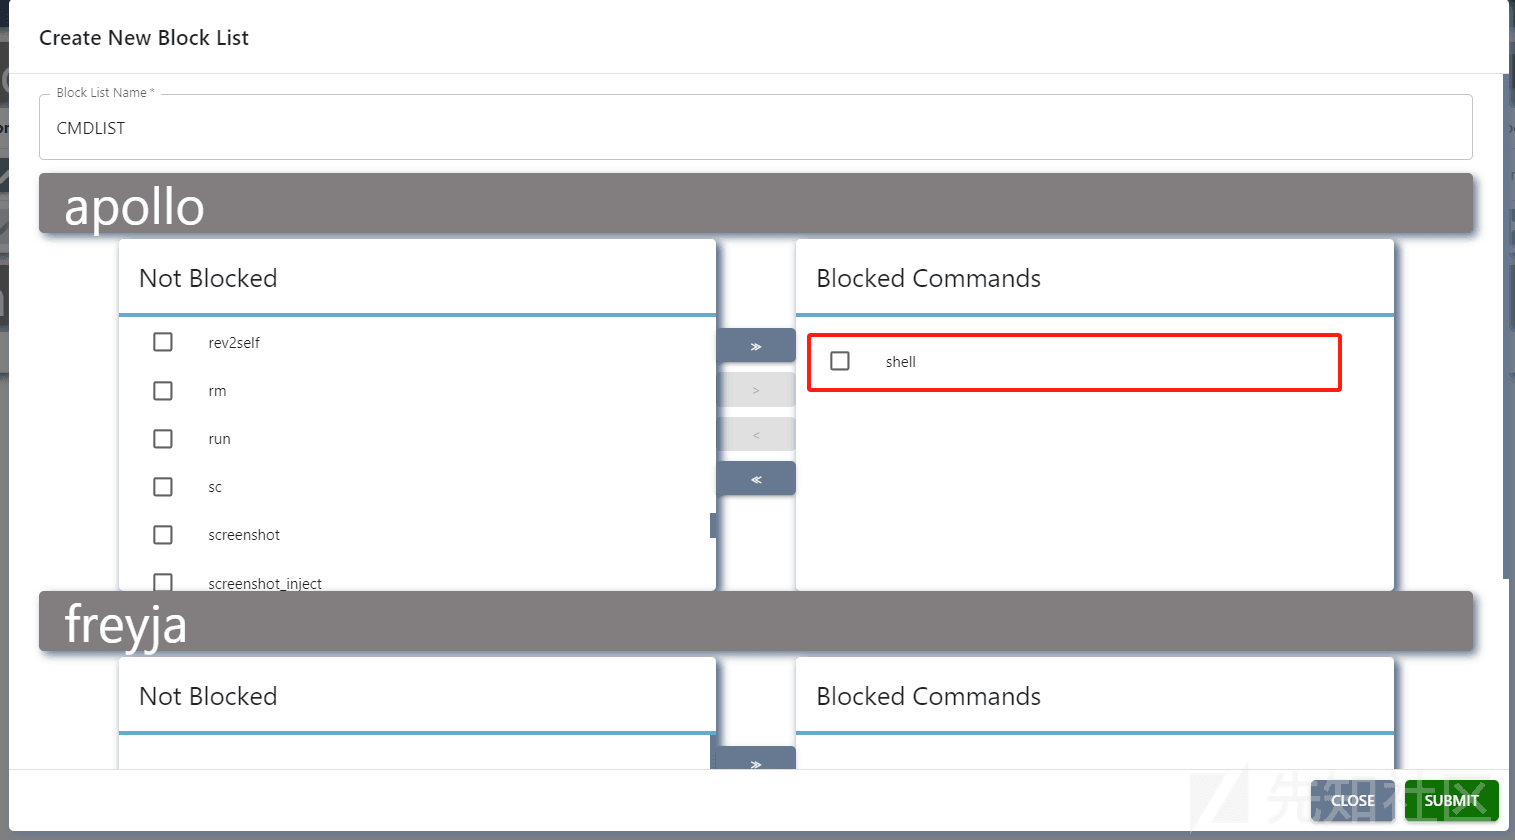 Create New Block List
Block List Name *
CMDLIST
apollo
Not Blocked
Blocked Commands
rev2self
rm
run
sc
screenshot
screenshot_inject
≫
>
<
≪
shell
freyja
Not Blocked
Blocked Commands
≫
CLOSE
SUBMIT
先知社区